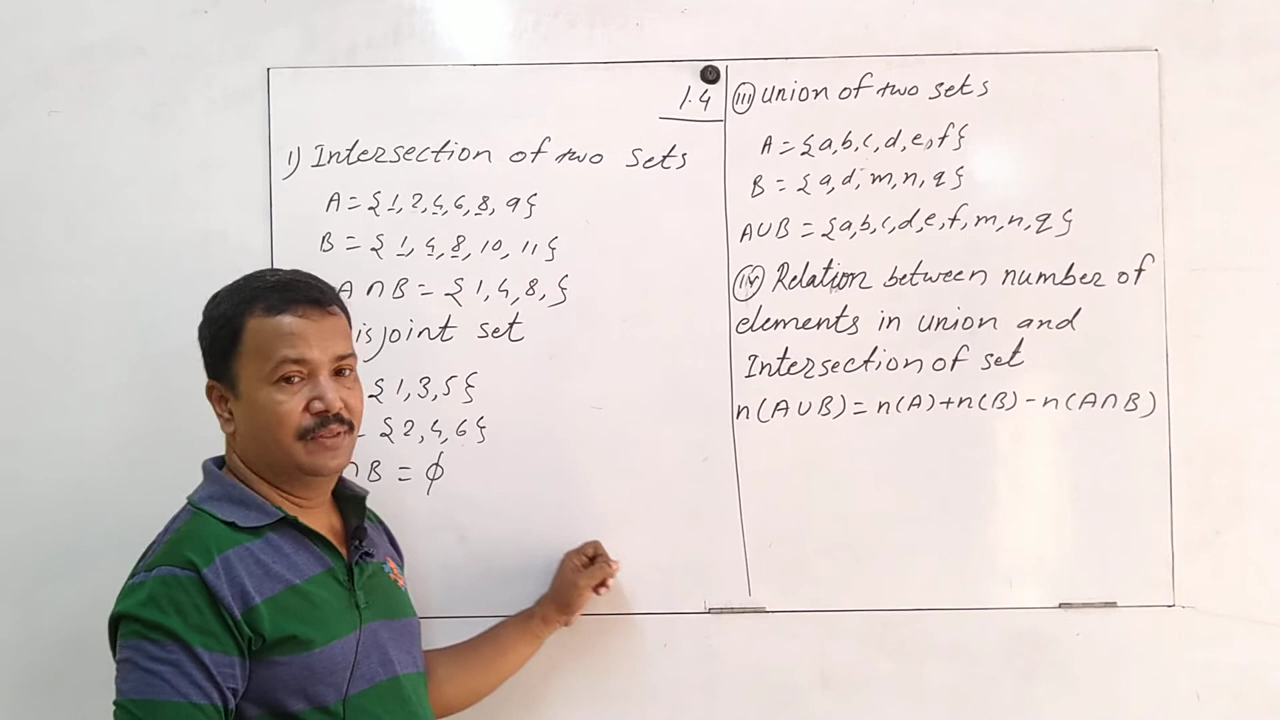 1.4
1) Intersection of two sets
A = {1, 2, 4, 6, 8, 9}
B = {1, 4, 8, 10, 11}
A ∩ B = {1, 4, 8, }
isjoint set
{1, 3, 5}
= {2, 4, 6}
∩ B = ϕ
(III) Union of two sets
A = {a, b, c, d, e, f}
B = {a, d, m, n, q}
A∪B = {a, b, c, d, e, f, m, n, q}
(IV) Relation between number of
elements in union and
Intersection of set
n(A∪B) = n(A)+n(B) - n(A∩B)